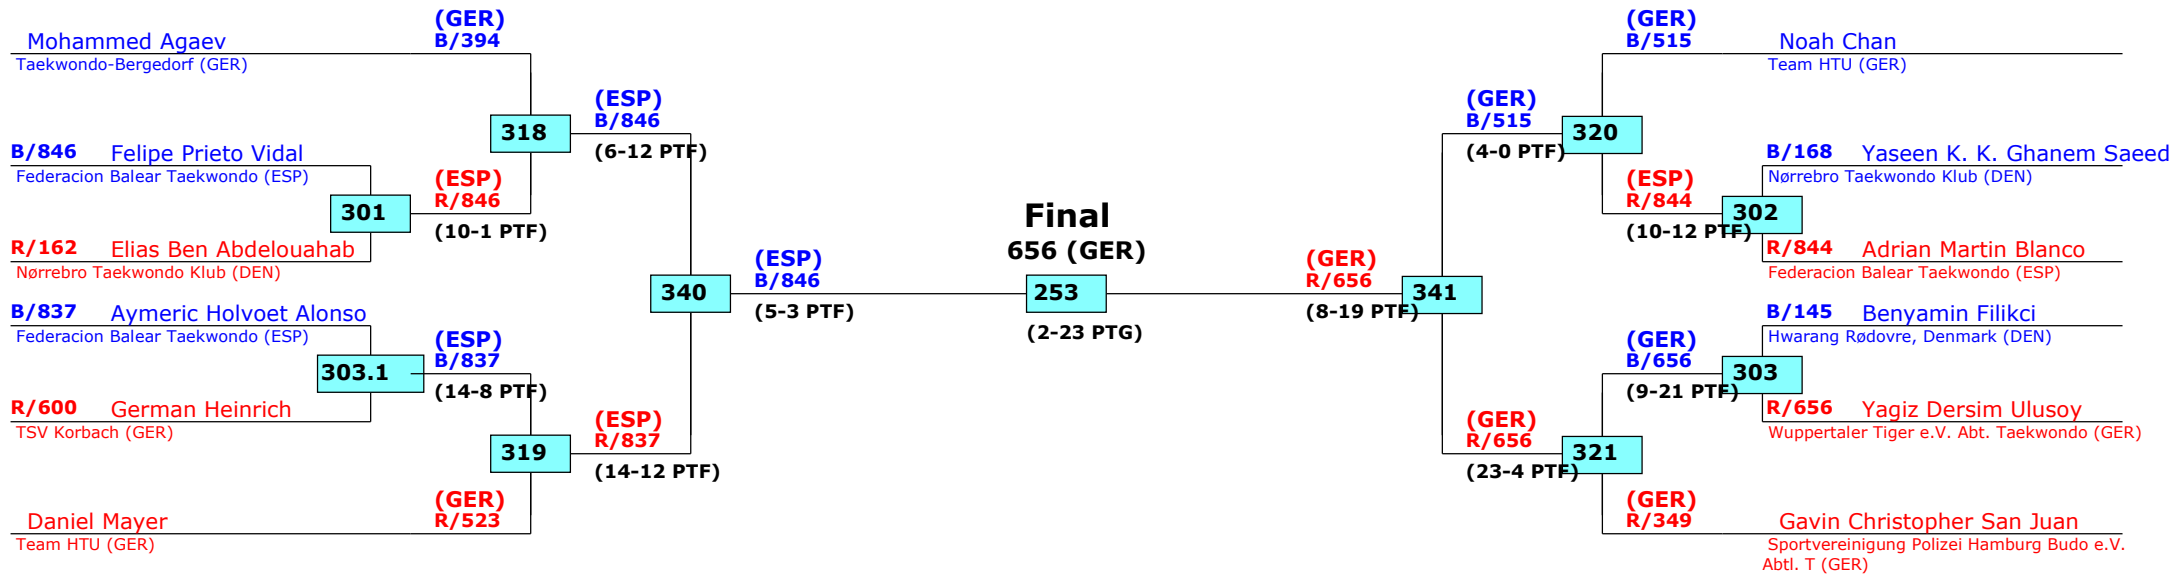 (GER)
B/394
Mohammed Agaev
Taekwondo-Bergedorf (GER)
(ESP)
B/846
318
(6-12 PTF)
B/846 Felipe Prieto Vidal
Federacion Balear Taekwondo (ESP)
(ESP)
R/846
301
(10-1 PTF)
R/162 Elias Ben Abdelouahab
Nørrebro Taekwondo Klub (DEN)
(ESP)
B/846
340
(5-3 PTF)
B/837 Aymeric Holvoet Alonso
Federacion Balear Taekwondo (ESP)
(ESP)
B/837
303.1
(14-8 PTF)
R/600 German Heinrich
TSV Korbach (GER)
(ESP)
R/837
319
(14-12 PTF)
(GER)
R/523
Daniel Mayer
Team HTU (GER)
Final
656 (GER)
253
(2-23 PTG)
(GER)
B/515
Noah Chan
Team HTU (GER)
(GER)
B/515
320
(4-0 PTF)
B/168 Yaseen K. K. Ghanem Saeed
Nørrebro Taekwondo Klub (DEN)
(ESP)
R/844
302
(10-12 PTF)
R/844 Adrian Martin Blanco
Federacion Balear Taekwondo (ESP)
(GER)
R/656
341
(8-19 PTF)
B/145 Benyamin Filikci
Hwarang Rødovre, Denmark (DEN)
(GER)
B/656
303
(9-21 PTF)
R/656 Yagiz Dersim Ulusoy
Wuppertaler Tiger e.V. Abt. Taekwondo (GER)
(GER)
R/656
321
(23-4 PTF)
(GER)
R/349
Gavin Christopher San Juan
Sportvereinigung Polizei Hamburg Budo e.V.
Abtl. T (GER)